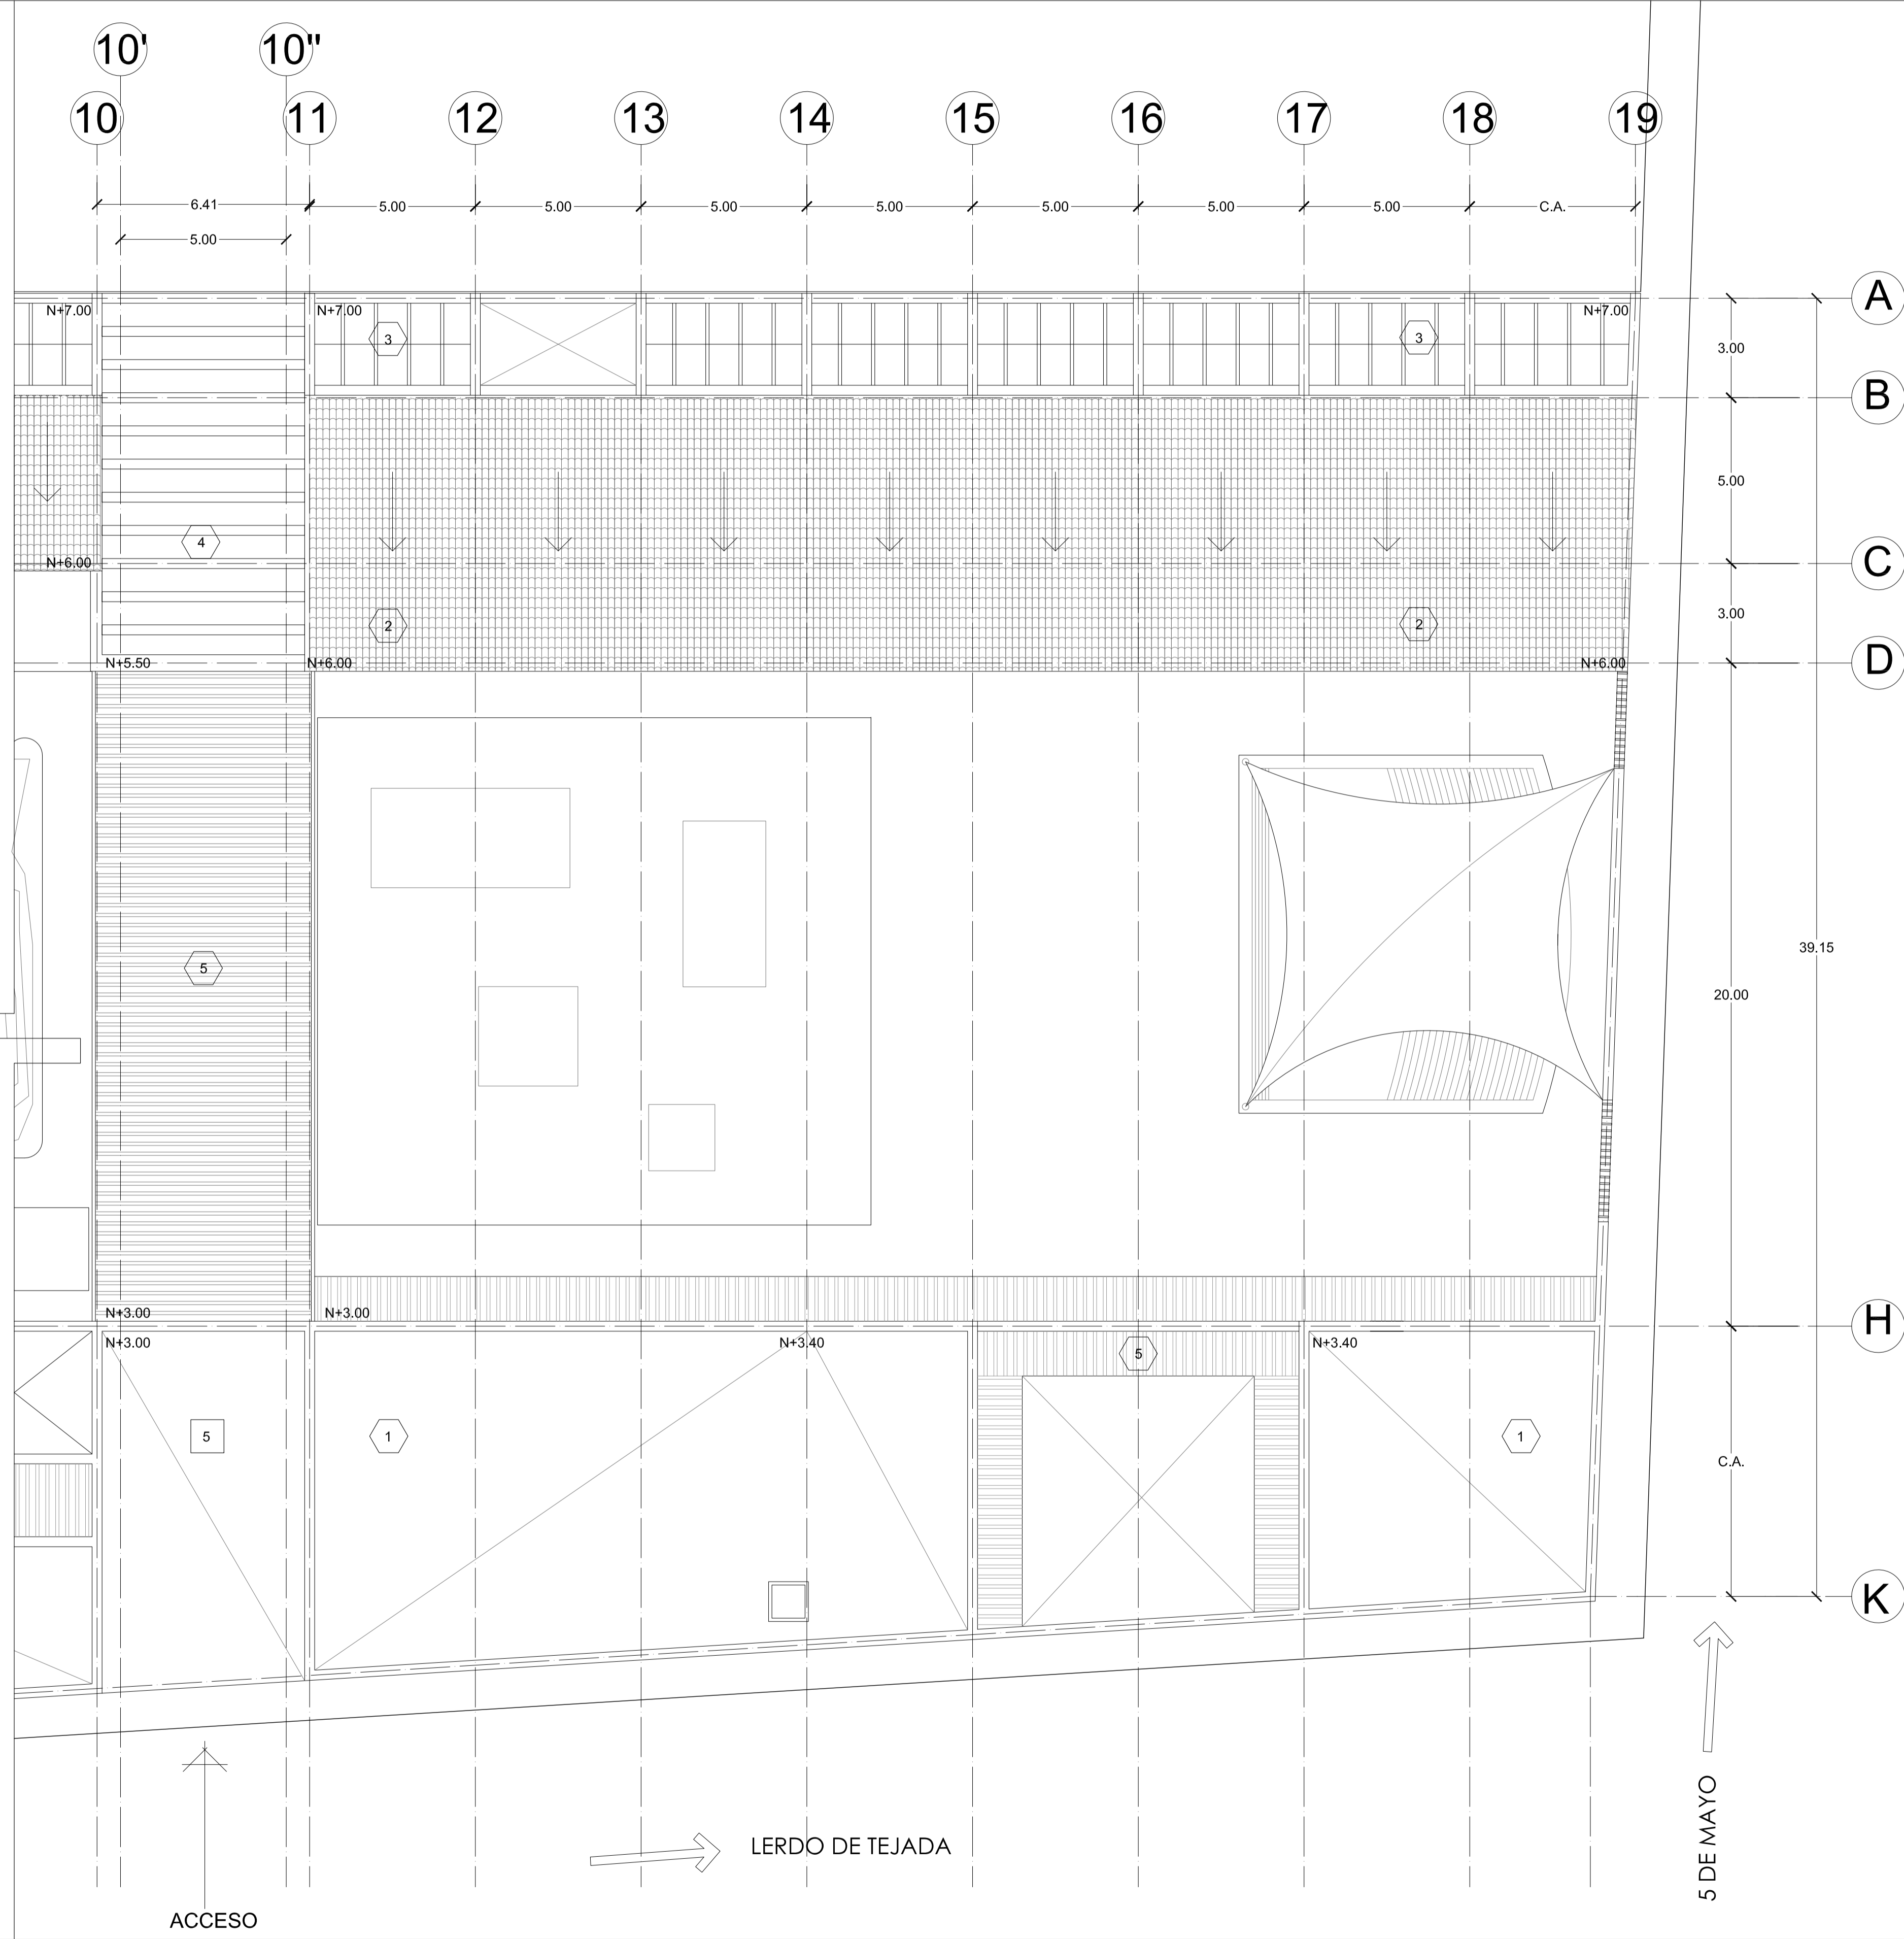 10' 10"
10 11 12 13 14 15 16 17 18 19
6.41 5.00 5.00 5.00 5.00 5.00 5.00 5.00 C.A.
5.00
A
N+7.00 N+7.00 N+7.00
3 3
3.00
B
5.00
4
N+6.00
C
3.00
2 2
N+5.50 N+6.00 N+6.00
D
39.15
5
20.00
N+3.00 N+3.00
H
N+3.00 N+3.40 N+3.40
5
5 1 1
C.A.
K
LERDO DE TEJADA
5 DE MAYO
ACCESO